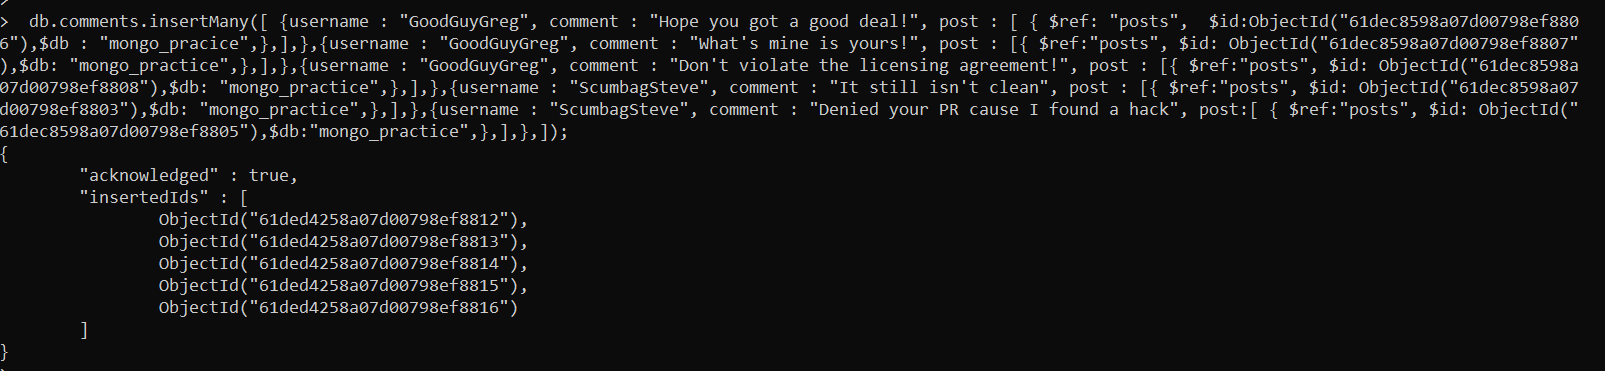 >
>  db.comments.insertMany([ {username : "GoodGuyGreg", comment : "Hope you got a good deal!", post : [ { $ref: "posts",  $id:ObjectId("61dec8598a07d00798ef880
6"),$db : "mongo_pracice",},],},{username : "GoodGuyGreg", comment : "What's mine is yours!", post : [{ $ref:"posts", $id: ObjectId("61dec8598a07d00798ef8807"
),$db: "mongo_practice",},],},{username : "GoodGuyGreg", comment : "Don't violate the licensing agreement!", post : [{ $ref:"posts", $id: ObjectId("61dec8598a
07d00798ef8808"),$db: "mongo_practice",},],},{username : "ScumbagSteve", comment : "It still isn't clean", post : [{ $ref:"posts", $id: ObjectId("61dec8598a07
d00798ef8803"),$db: "mongo_practice",},],},{username : "ScumbagSteve", comment : "Denied your PR cause I found a hack", post:[ { $ref:"posts", $id: ObjectId("
61dec8598a07d00798ef8805"),$db:"mongo_practice",},],},]);
{
        "acknowledged" : true,
        "insertedIds" : [
                ObjectId("61ded4258a07d00798ef8812"),
                ObjectId("61ded4258a07d00798ef8813"),
                ObjectId("61ded4258a07d00798ef8814"),
                ObjectId("61ded4258a07d00798ef8815"),
                ObjectId("61ded4258a07d00798ef8816")
        ]
}